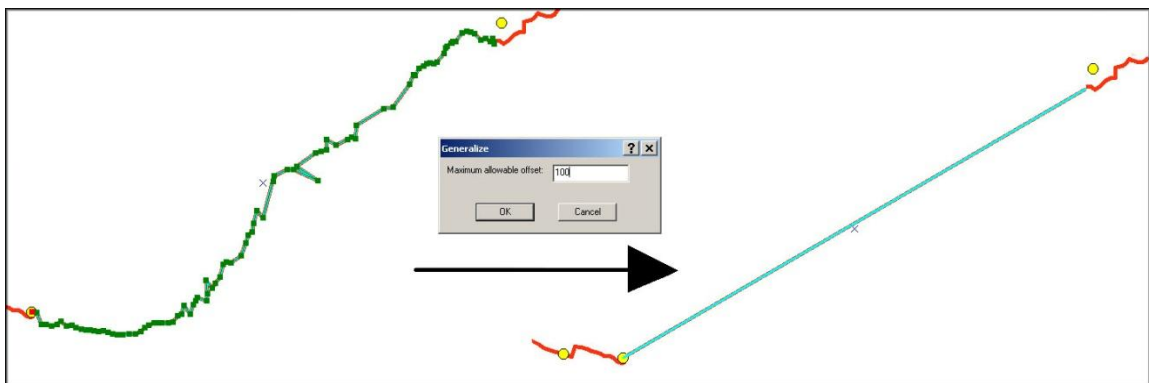 Generalize
? X
Maximum allowable offset:
100
OK
Cancel